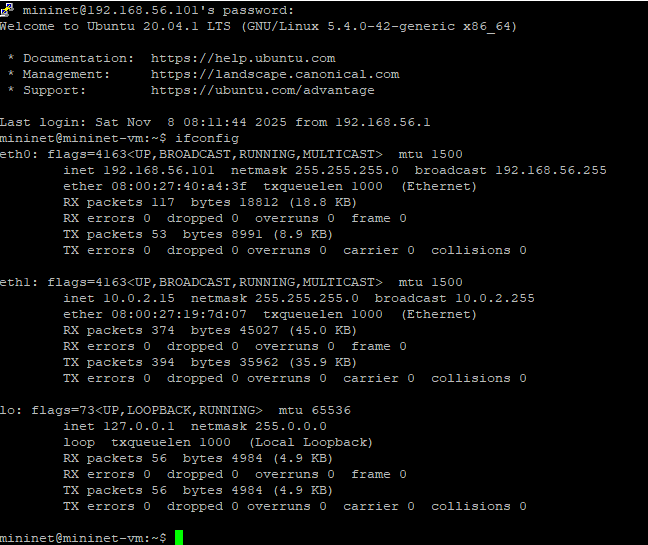 mininet@192.168.56.101's password:
Welcome to Ubuntu 20.04.1 LTS (GNU/Linux 5.4.0-42-generic x86_64)
* Documentation:  https://help.ubuntu.com
* Management:     https://landscape.canonical.com
* Support:        https://ubuntu.com/advantage
Last login: Sat Nov  8 08:11:44 2025 from 192.168.56.1
mininet@mininet-vm:~$ ifconfig
eth0: flags=4163<UP,BROADCAST,RUNNING,MULTICAST>  mtu 1500
inet 192.168.56.101  netmask 255.255.255.0  broadcast 192.168.56.255
ether 08:00:27:40:a4:3f  txqueuelen 1000  (Ethernet)
RX packets 117  bytes 18812 (18.8 KB)
RX errors 0  dropped 0  overruns 0  frame 0
TX packets 53  bytes 8991 (8.9 KB)
TX errors 0  dropped 0 overruns 0  carrier 0  collisions 0
eth1: flags=4163<UP,BROADCAST,RUNNING,MULTICAST>  mtu 1500
inet 10.0.2.15  netmask 255.255.255.0  broadcast 10.0.2.255
ether 08:00:27:19:7d:07  txqueuelen 1000  (Ethernet)
RX packets 374  bytes 45027 (45.0 KB)
RX errors 0  dropped 0  overruns 0  frame 0
TX packets 394  bytes 35962 (35.9 KB)
TX errors 0  dropped 0 overruns 0  carrier 0  collisions 0
lo: flags=73<UP,LOOPBACK,RUNNING>  mtu 65536
inet 127.0.0.1  netmask 255.0.0.0
loop  txqueuelen 1000  (Local Loopback)
RX packets 56  bytes 4984 (4.9 KB)
RX errors 0  dropped 0  overruns 0  frame 0
TX packets 56  bytes 4984 (4.9 KB)
TX errors 0  dropped 0 overruns 0  carrier 0  collisions 0
mininet@mininet-vm:~$